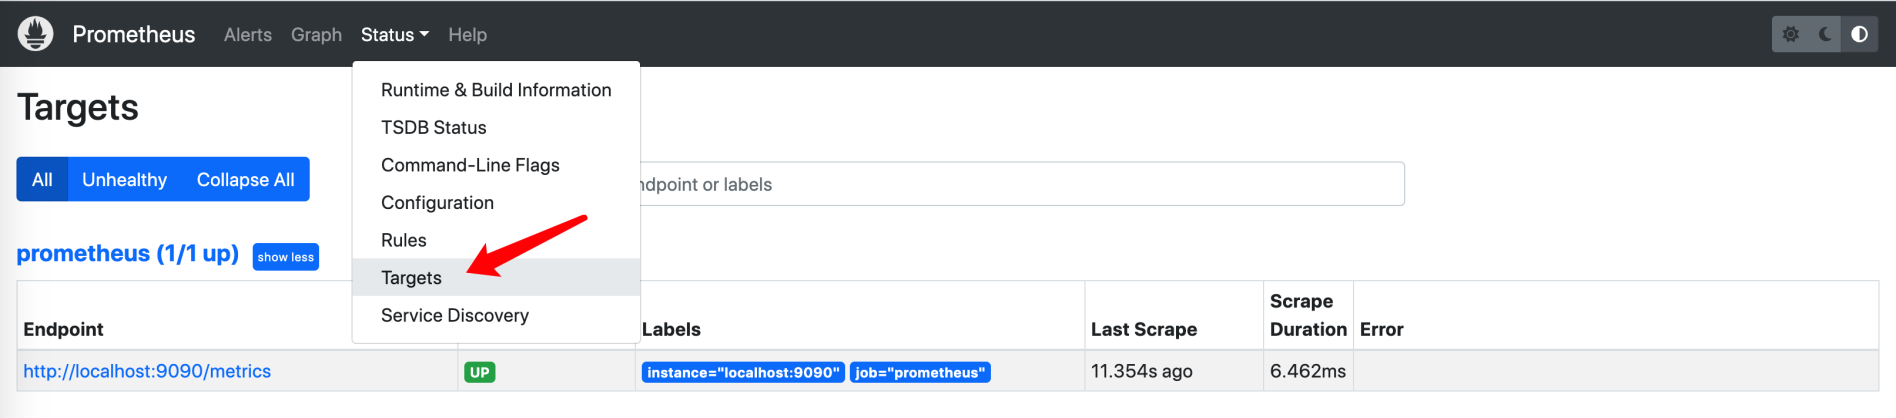 Prometheus Alerts Graph Status Help
Runtime & Build Information
TSDB Status
Command-Line Flags
Configuration
Rules
Targets
Service Discovery
Targets
All Unhealthy Collapse All
endpoint or labels
prometheus (1/1 up) show less
Endpoint Labels Last Scrape Scrape Duration Error
http://localhost:9090/metrics UP instance="localhost:9090" job="prometheus" 11.354s ago 6.462ms